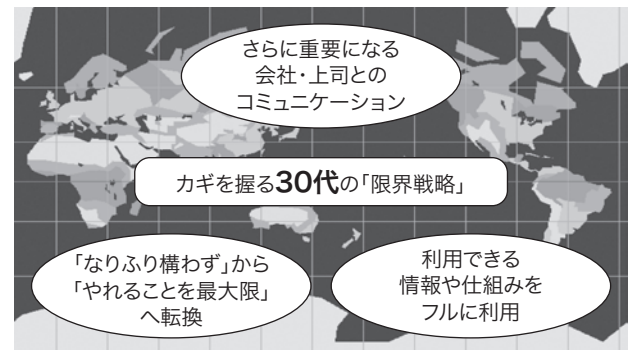 さらに重要になる
会社・上司との
コミュニケーション
カギを握る30代の「限界戦略」
「なりふり構わず」から
「やれることを最大限」
へ転換
利用できる
情報や仕組みを
フルに利用